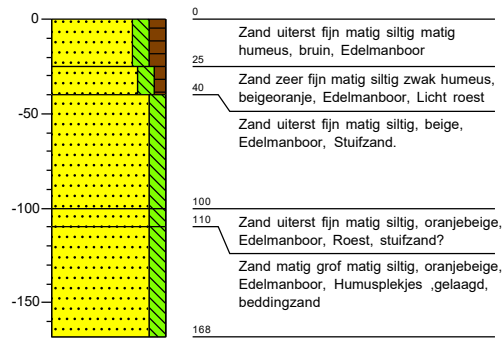 0
-50
-100
-150
0
Zand uiterst fijn matig siltig matig
humeus, bruin, Edelmanboor
25
Zand zeer fijn matig siltig zwak humeus,
beigeoranje, Edelmanboor, Licht roest
40
Zand uiterst fijn matig siltig, beige,
Edelmanboor, Stuifzand.
100
Zand uiterst fijn matig siltig, oranjebeige,
Edelmanboor, Roest, stuifzand?
110
Zand matig grof matig siltig, oranjebeige,
Edelmanboor, Humusplekjes ,gelaagd,
beddingzand
168